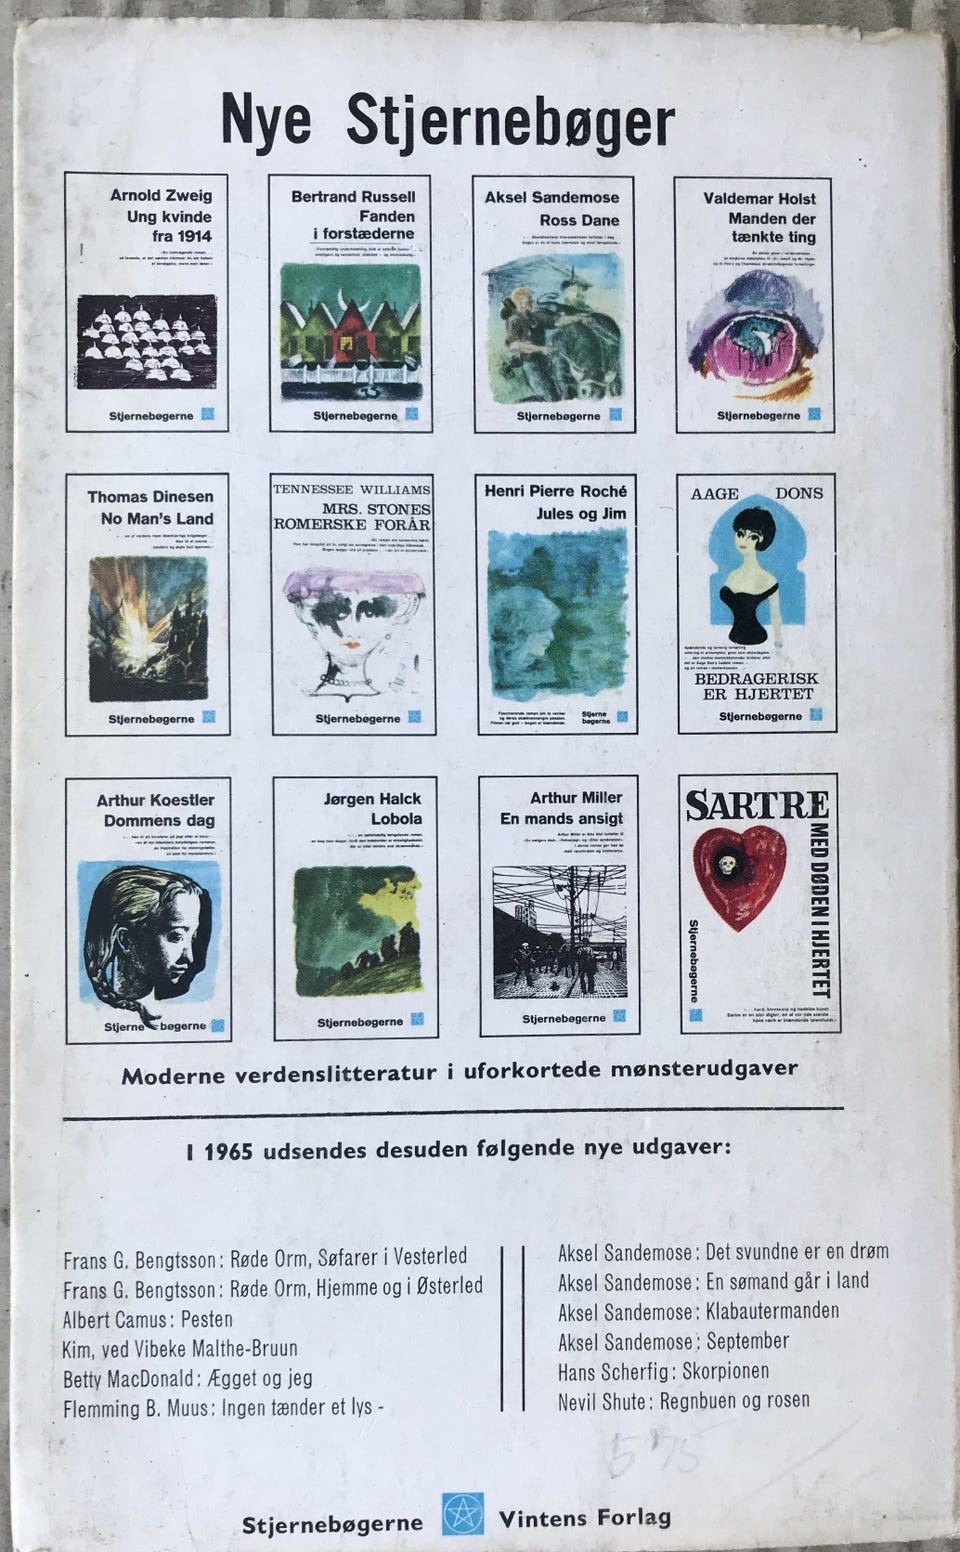 Nye Stjernebøger
Arnold Zweig
Ung kvinde
fra 1914
Stjernebøgerne
Bertrand Russell
Fanden
i forstæderne
Stjernebøgerne
Aksel Sandemose
Ross Dane
Stjernebøgerne
Valdemar Holst
Manden der
tænkte ting
Stjernebøgerne
Thomas Dinesen
No Man's Land
Stjernebøgerne
TENNESSEE WILLIAMS
MRS. STONES
ROMERSKE FORÅR
Stjernebøgerne
Henri Pierre Roché
Jules og Jim
Stjerne
bøgerne
AAGE DONS
BEDRAGERISK
ER HJERTET
Stjernebøgerne
Arthur Koestler
Dommens dag
Stjerne bøgerne
Jørgen Halck
Lobola
Stjernebøgerne
Arthur Miller
En mands ansigt
Stjernebøgerne
SARTRE
MED DØDEN I HJERTET
Stjernebøgerne
Moderne verdenslitteratur i uforkortede mønsterudgaver
I 1965 udsendes desuden følgende nye udgaver:
Frans G. Bengtsson: Røde Orm, Søfarer i Vesterled
Frans G. Bengtsson: Røde Orm, Hjemme og i Østerled
Albert Camus: Pesten
Kim, ved Vibeke Malthe-Bruun
Betty MacDonald: Ægget og jeg
Flemming B. Muus: Ingen tænder et lys -
Aksel Sandemose: Det svundne er en drøm
Aksel Sandemose: En sømand går i land
Aksel Sandemose: Klabautermanden
Aksel Sandemose: September
Hans Scherfig: Skorpionen
Nevil Shute: Regnbuen og rosen
575
Stjernebøgerne Vintens Forlag